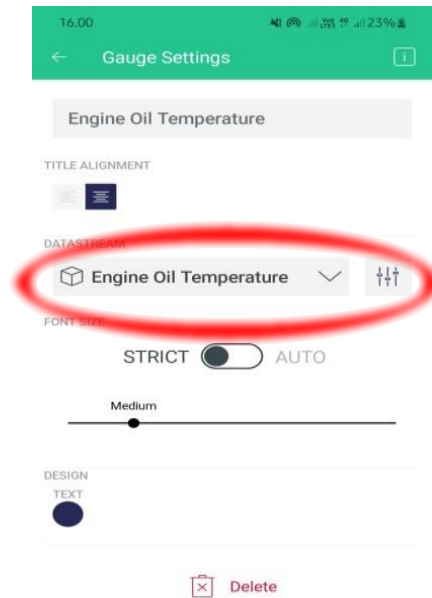 16.00 23%
Gauge Settings
Engine Oil Temperature
TITLE ALIGNMENT
DATASTREAM
Engine Oil Temperature
FONT SIZE
STRICT AUTO
Medium
DESIGN
TEXT
Delete